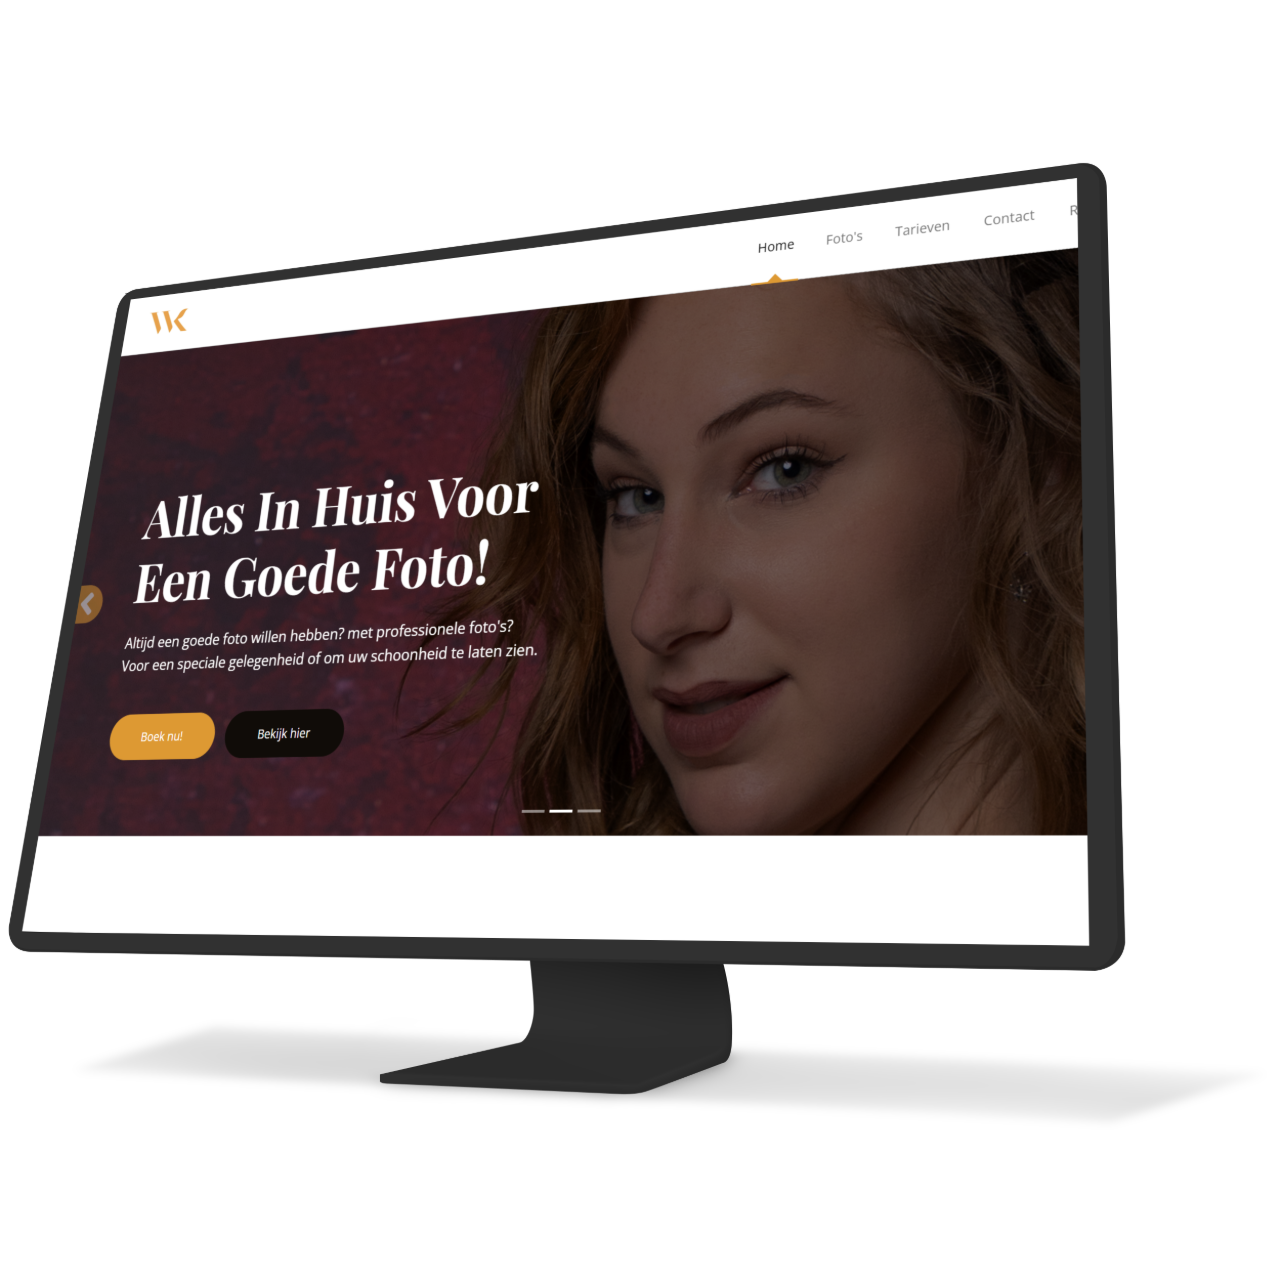 WK
Home
Foto's
Tarieven
Contact
R
Alles In Huis Voor
Een Goede Foto!
Altijd een goede foto willen hebben? met professionele foto's?
Voor een speciale gelegenheid of om uw schoonheid te laten zien.
Boek nu!
Bekijk hier